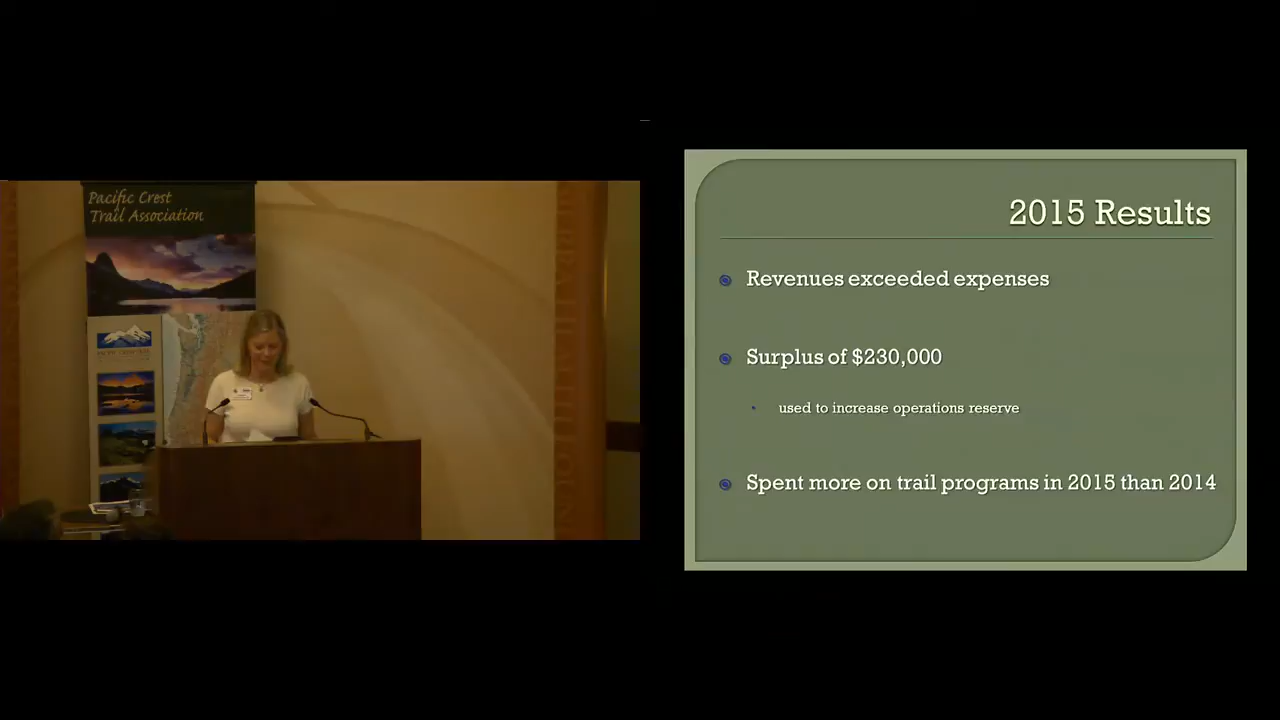 Pacific Crest
Trail Association
2015 Results
Revenues exceeded expenses
Surplus of $230,000
used to increase operations reserve
Spent more on trail programs in 2015 than 2014